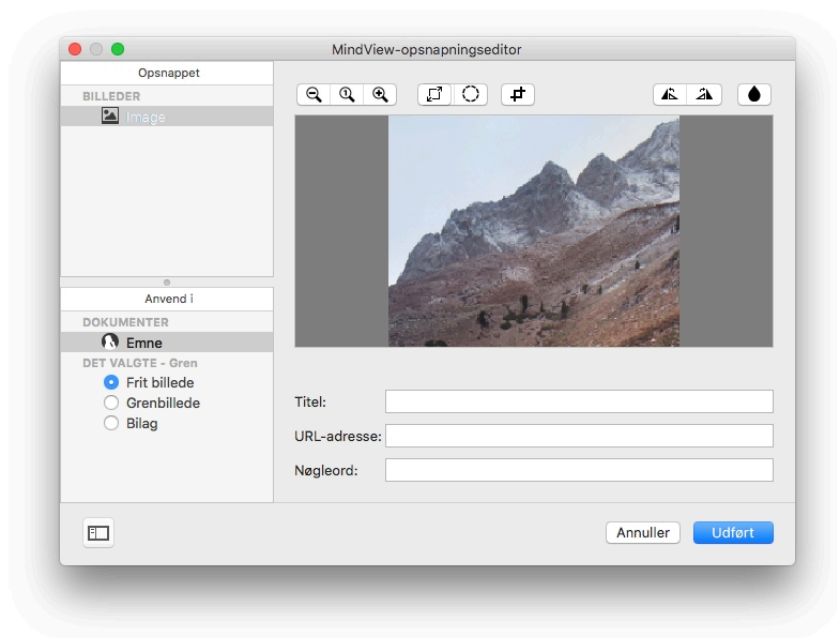 MindView-opsnapningseditor
Opsnappet
BILLEDER
Image
Anvend i
DOKUMENTER
Emne
DET VALGTE - Gren
Frit billede
Grenbillede
Bilag
Titel:
URL-adresse:
Nøgleord:
Annuller
Udført